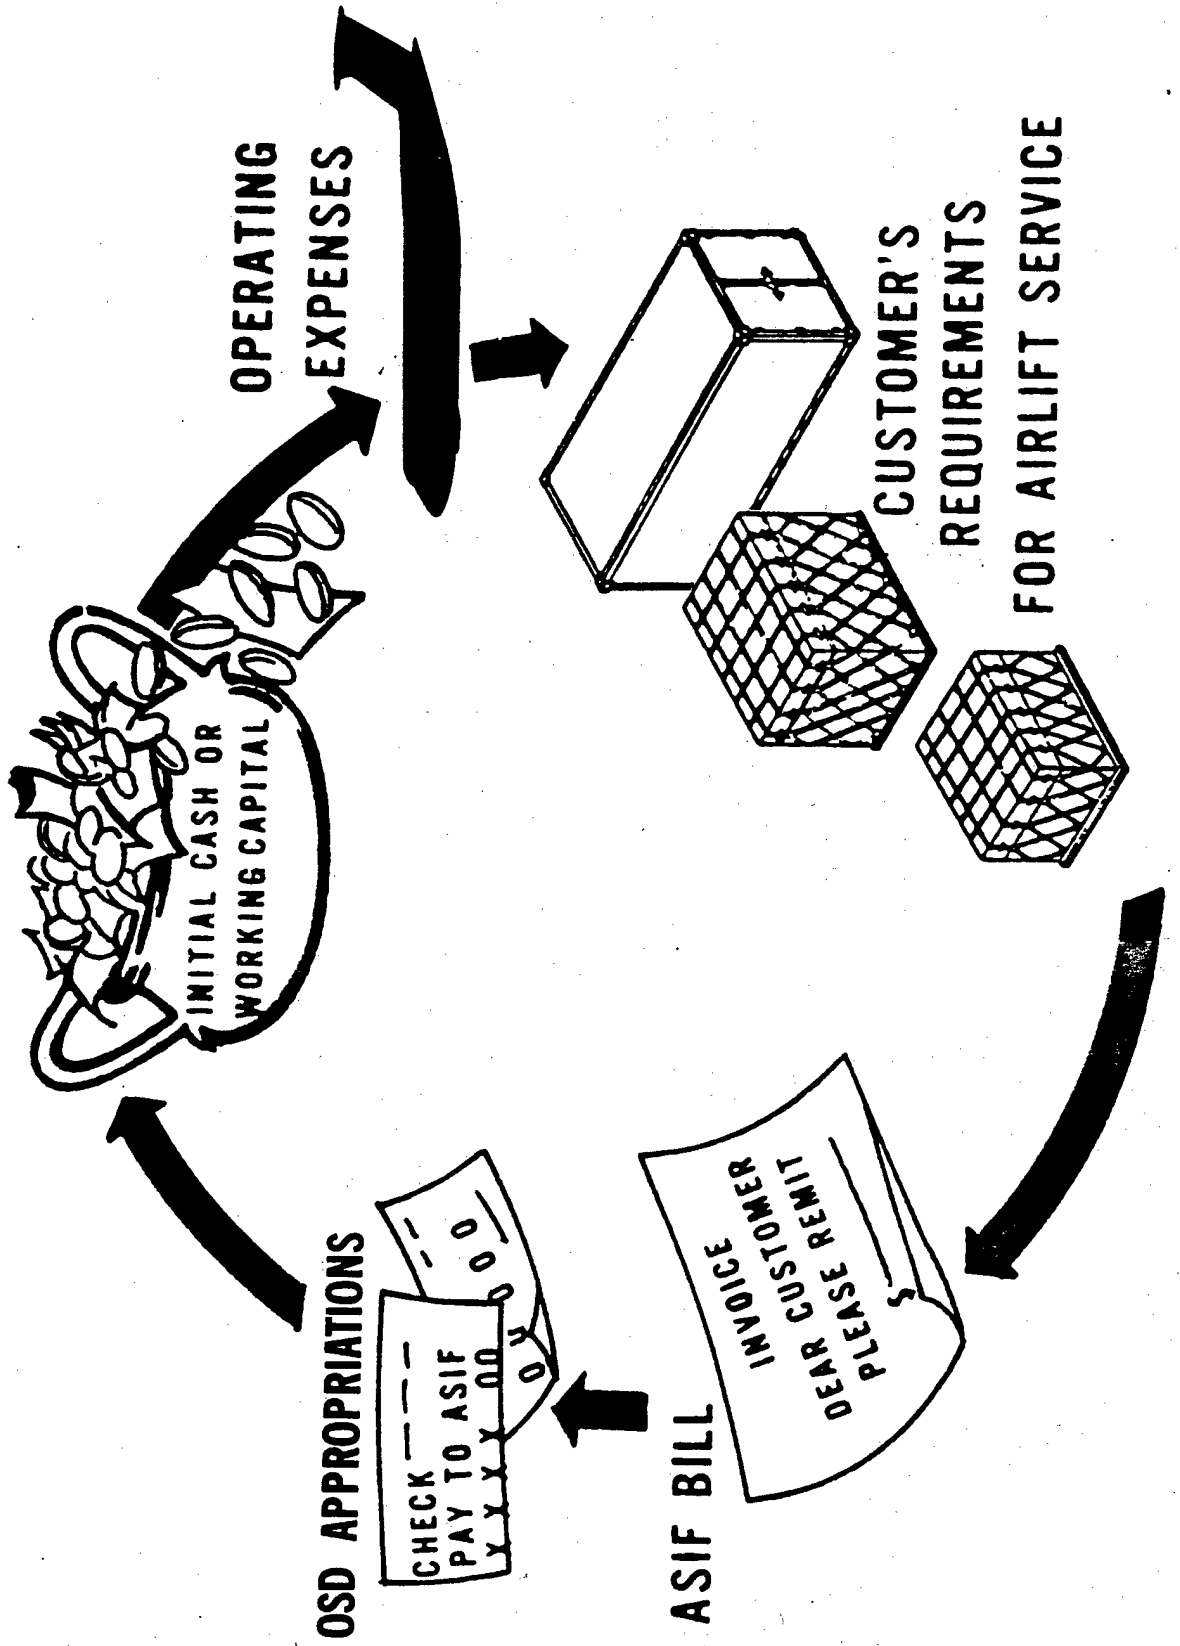 INITIAL CASH OR
WORKING CAPITAL
OPERATING
EXPENSES
CUSTOMER'S
REQUIREMENTS
FOR AIRLIFT SERVICE
ASIF BILL
INVOICE
DEAR CUSTOMER
PLEASE REMIT
$
OSD APPROPRIATIONS
CHECK
PAY TO ASIF
X X X X 00